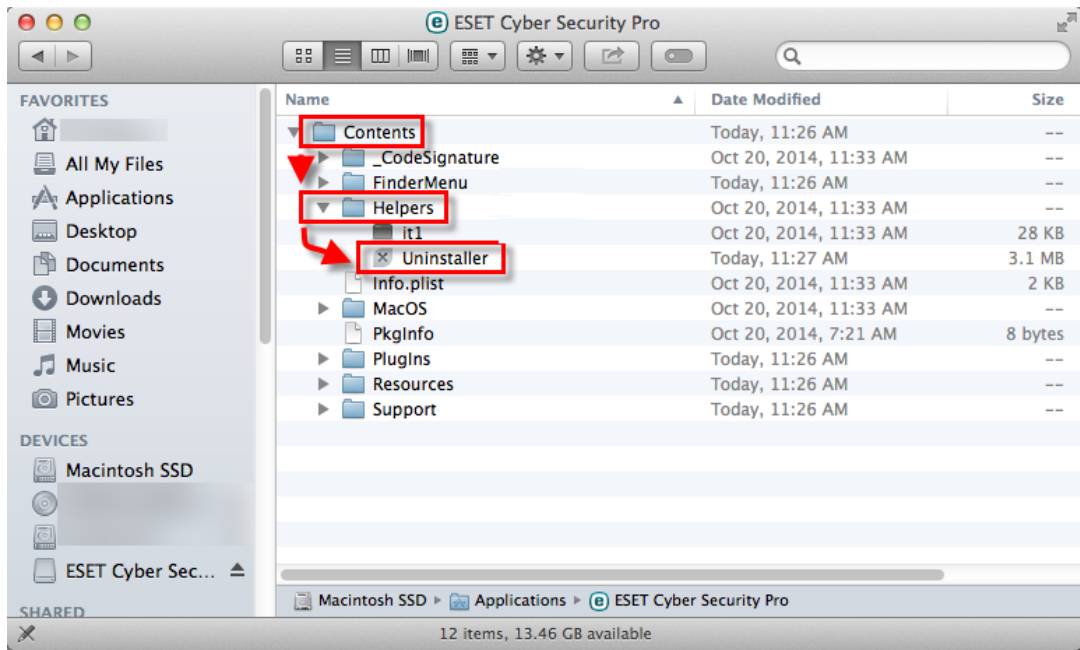 ESET Cyber Security Pro
FAVORITES
All My Files
Applications
Desktop
Documents
Downloads
Movies
Music
Pictures
DEVICES
Macintosh SSD
ESET Cyber Sec...
SHARED
Name Date Modified Size
Contents Today, 11:26 AM --
_CodeSignature Oct 20, 2014, 11:33 AM --
FinderMenu Today, 11:26 AM --
Helpers Oct 20, 2014, 11:33 AM --
it1 Oct 20, 2014, 11:33 AM 28 KB
Uninstaller Today, 11:27 AM 3.1 MB
Info.plist Oct 20, 2014, 11:33 AM 2 KB
MacOS Oct 20, 2014, 11:33 AM --
PkgInfo Oct 20, 2014, 7:21 AM 8 bytes
PlugIns Today, 11:26 AM --
Resources Today, 11:26 AM --
Support Today, 11:26 AM --
Macintosh SSD ▸ Applications ▸ ESET Cyber Security Pro
12 items, 13.46 GB available